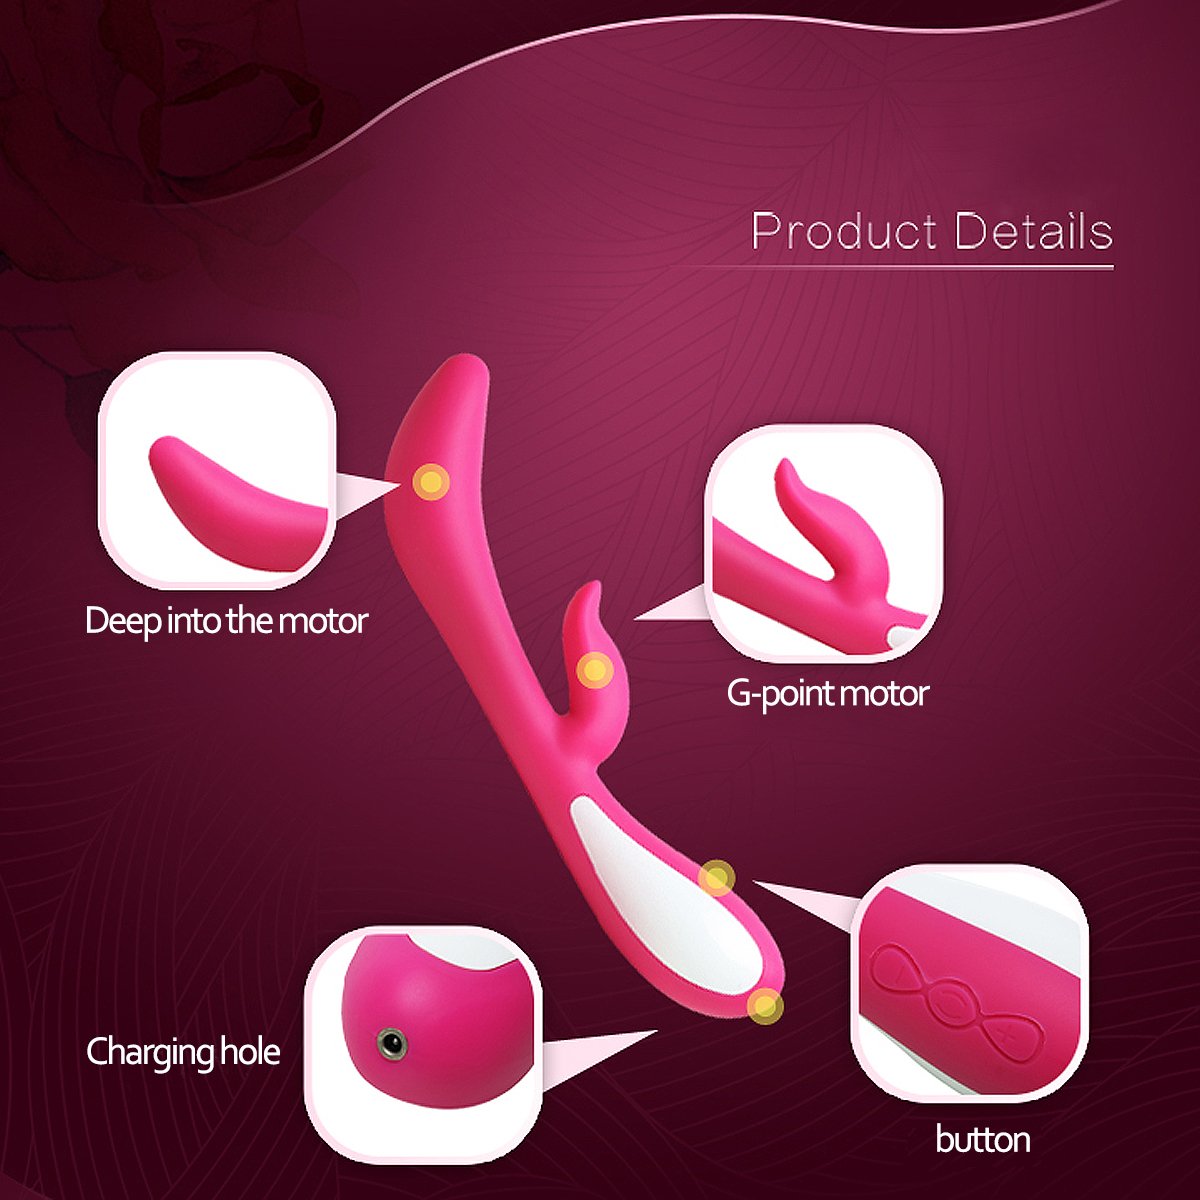 Product Details
Deep into the motor
G-point motor
Charging hole
button